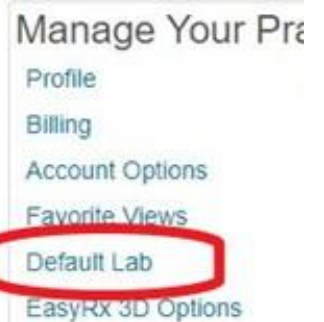 Manage Your Pra
Profile
Billing
Account Options
Favorite Views
Default Lab
EasyRx 3D Options